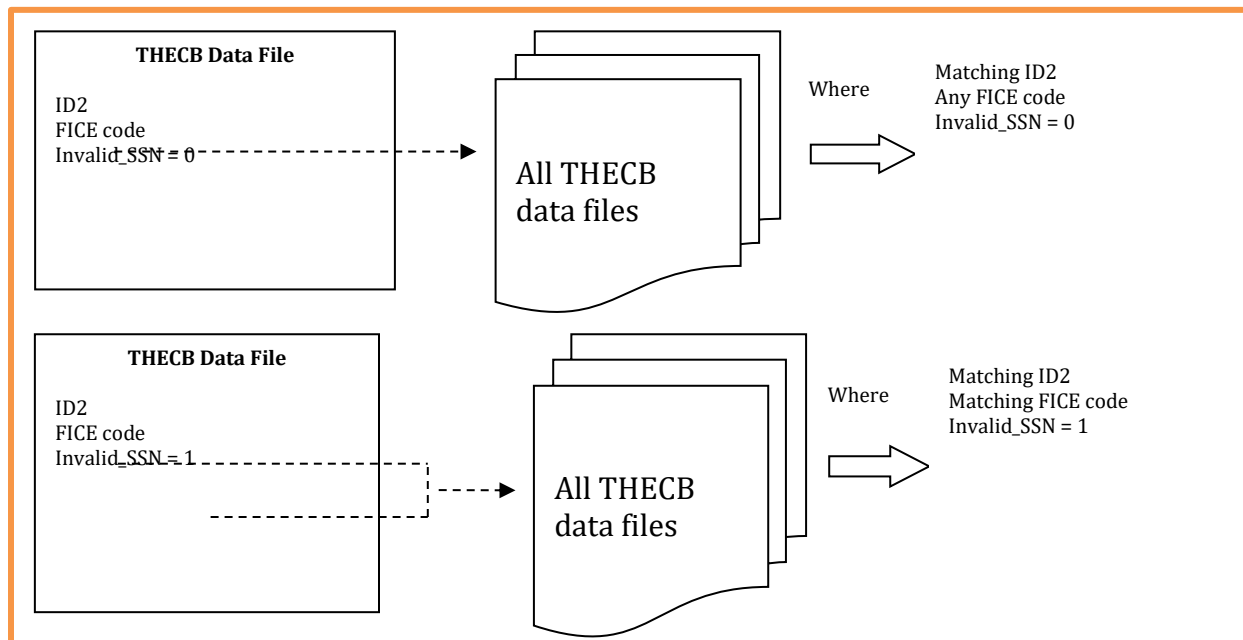 THECB Data File
ID2
FICE code
Invalid_SSN = 0
All THECB
data files
Where
Matching ID2
Any FICE code
Invalid_SSN = 0
THECB Data File
ID2
FICE code
Invalid_SSN = 1
All THECB
data files
Where
Matching ID2
Matching FICE code
Invalid_SSN = 1